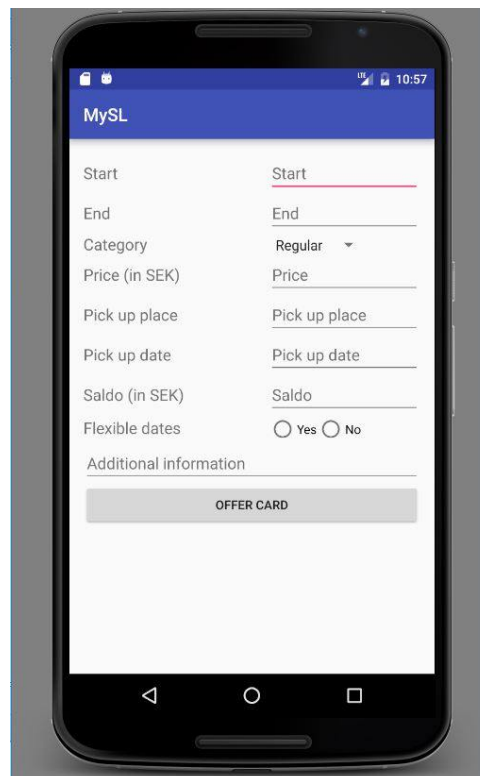 LTE 10:57
MySL
Start Start
End End
Category Regular
Price (in SEK) Price
Pick up place Pick up place
Pick up date Pick up date
Saldo (in SEK) Saldo
Flexible dates Yes No
Additional information
OFFER CARD